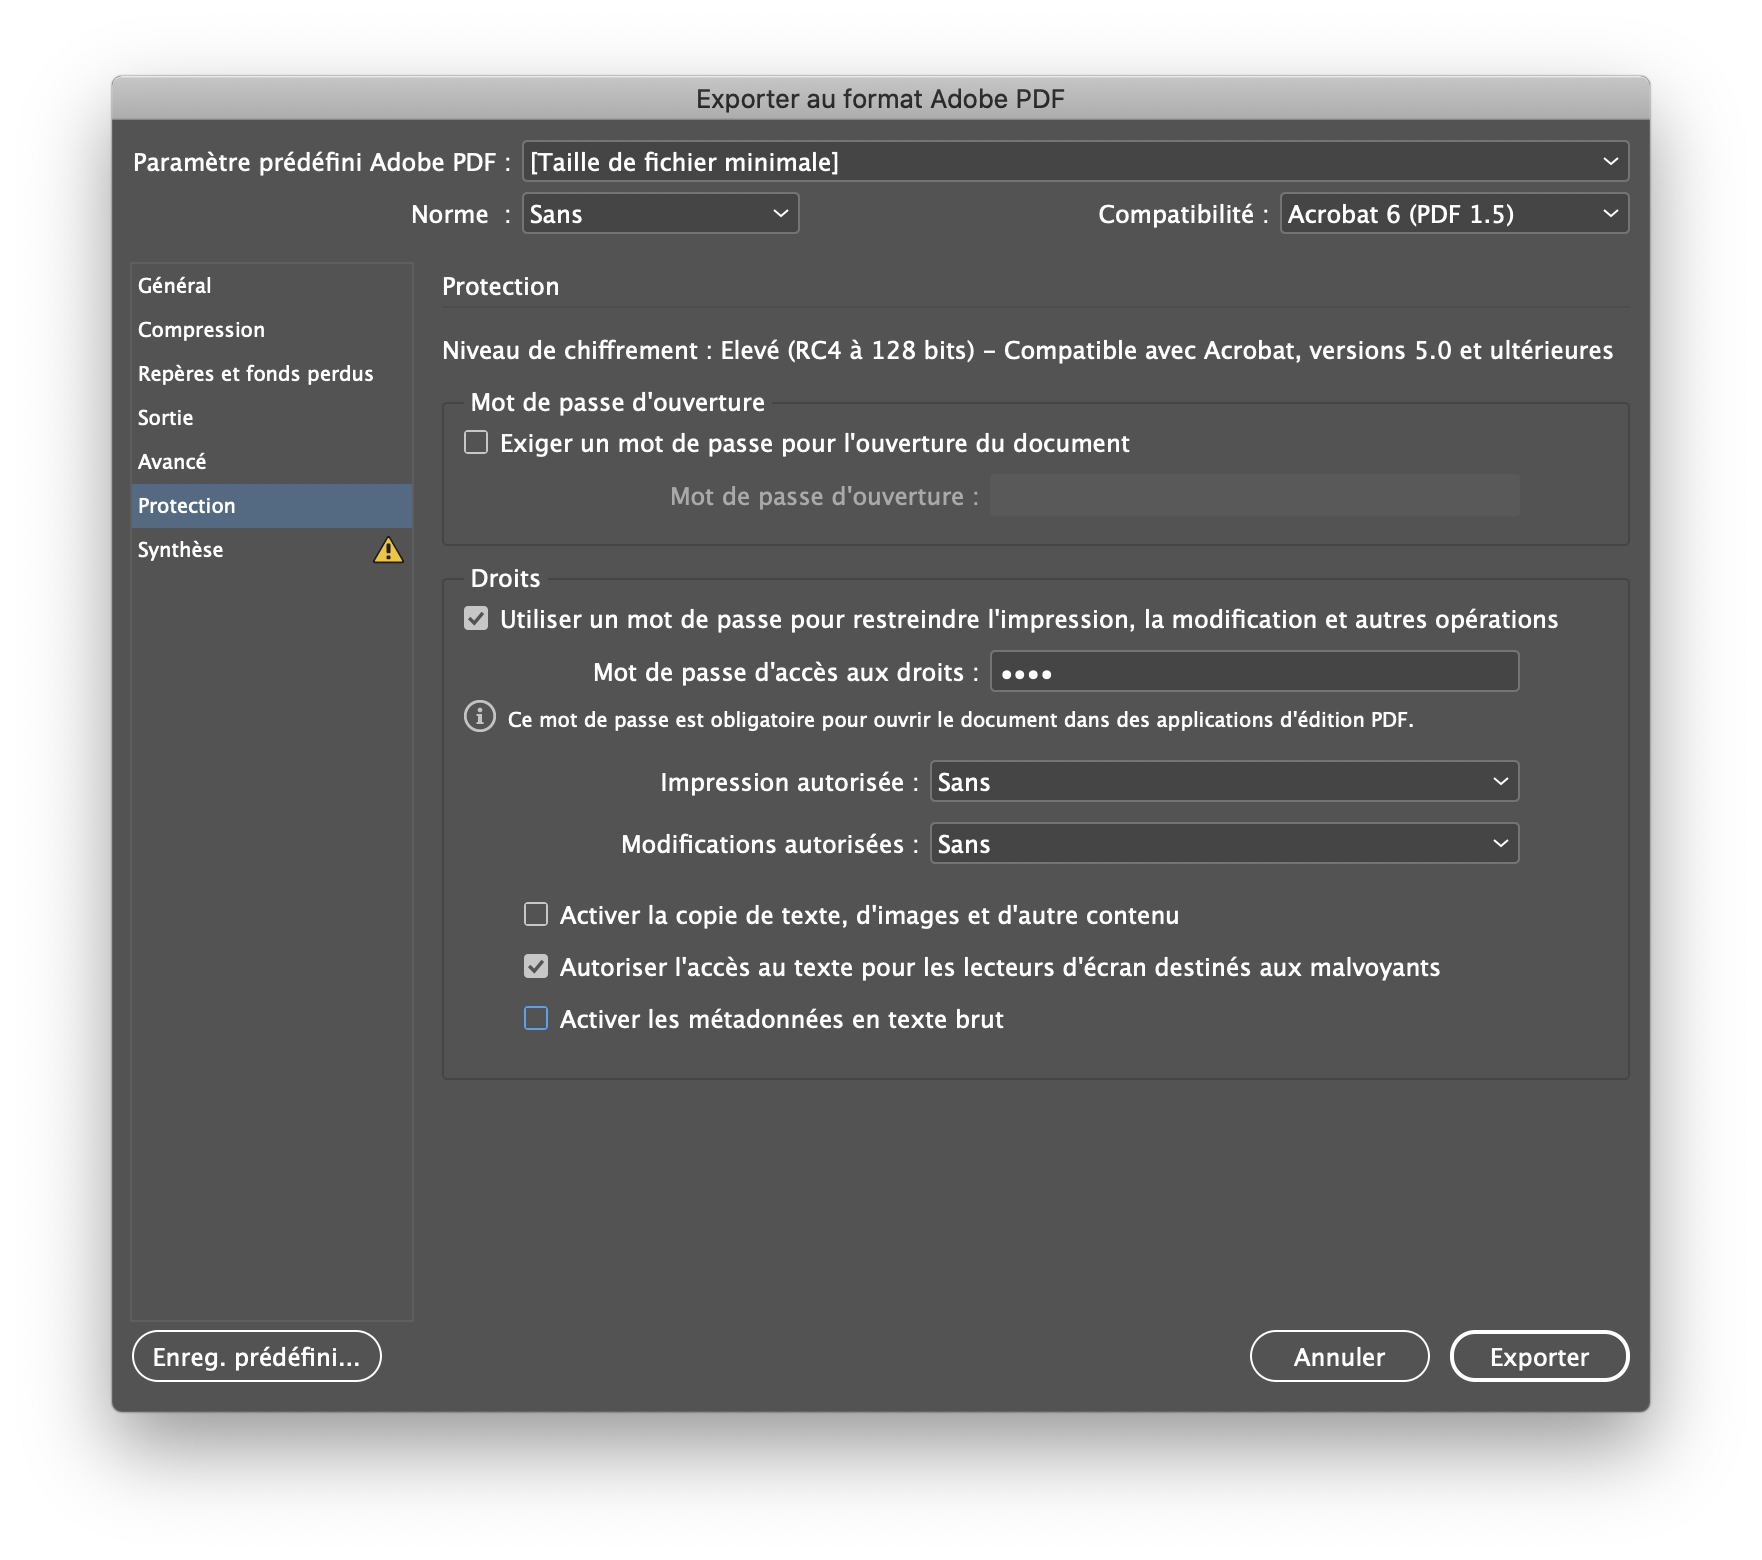 Exporter au format Adobe PDF
Paramètre prédéfini Adobe PDF : [Taille de fichier minimale]
Norme : Sans Compatibilité : Acrobat 6 (PDF 1.5)
Général
Compression
Repères et fonds perdus
Sortie
Avancé
Protection
Synthèse
Protection
Niveau de chiffrement : Elevé (RC4 à 128 bits) – Compatible avec Acrobat, versions 5.0 et ultérieures
Mot de passe d'ouverture
Exiger un mot de passe pour l'ouverture du document
Mot de passe d'ouverture :
Droits
Utiliser un mot de passe pour restreindre l'impression, la modification et autres opérations
Mot de passe d'accès aux droits : ••••
Ce mot de passe est obligatoire pour ouvrir le document dans des applications d'édition PDF.
Impression autorisée : Sans
Modifications autorisées : Sans
Activer la copie de texte, d'images et d'autre contenu
Autoriser l'accès au texte pour les lecteurs d'écran destinés aux malvoyants
Activer les métadonnées en texte brut
Enreg. prédéfini... Annuler Exporter